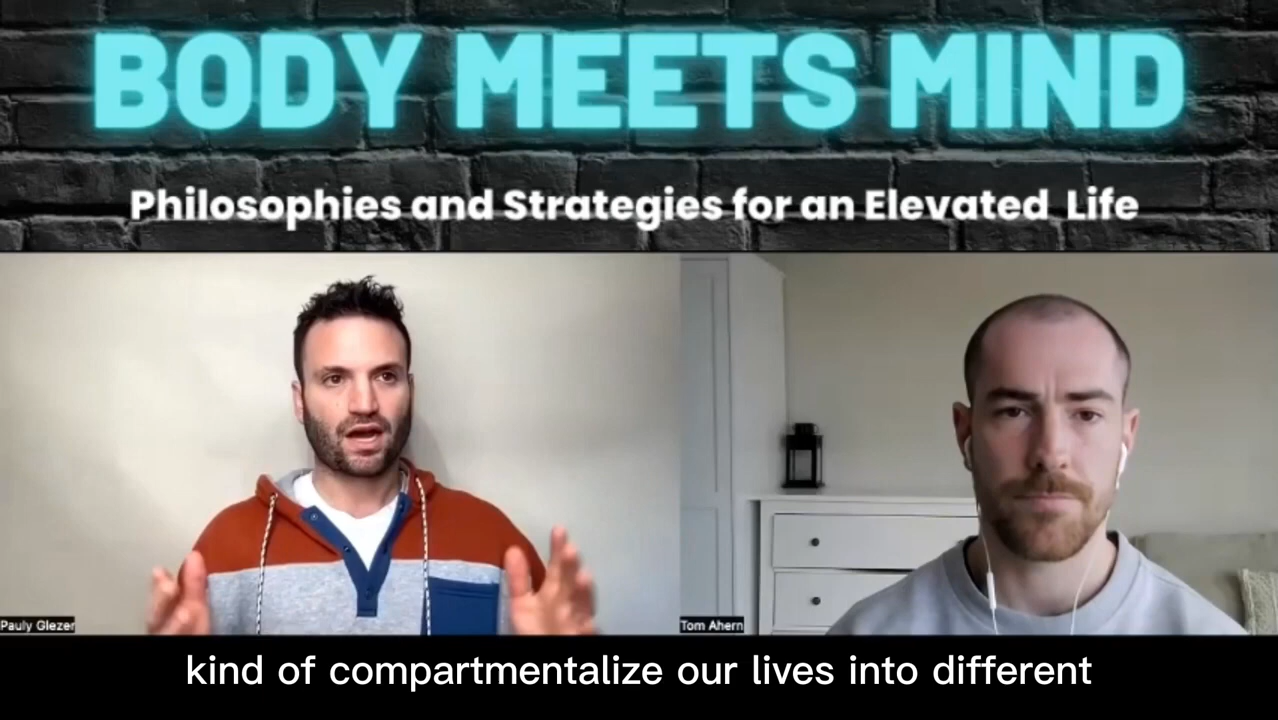 BODY MEETS MIND
Philosophies and Strategies for an Elevated Life
Pauly Glezer
Tom Ahern
kind of compartmentalize our lives into different